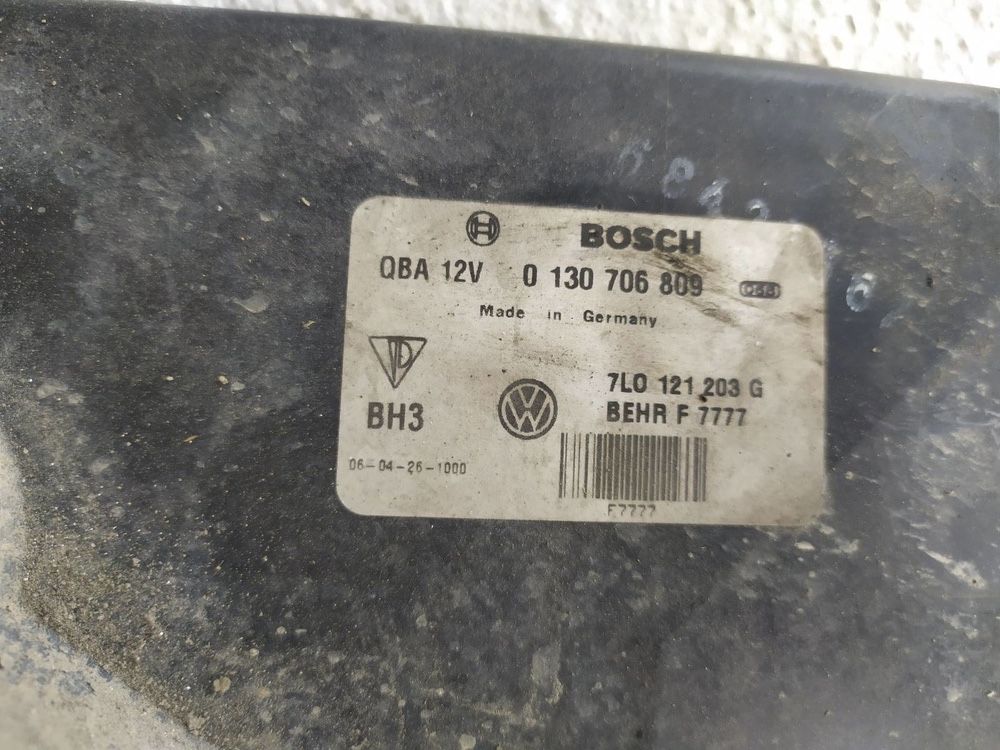 BOSCH
QBA 12V 0 130 706 809
Made in Germany
7L0 121 203 G
BH3 BEHR F 7777
06-04-26-1000
F7777